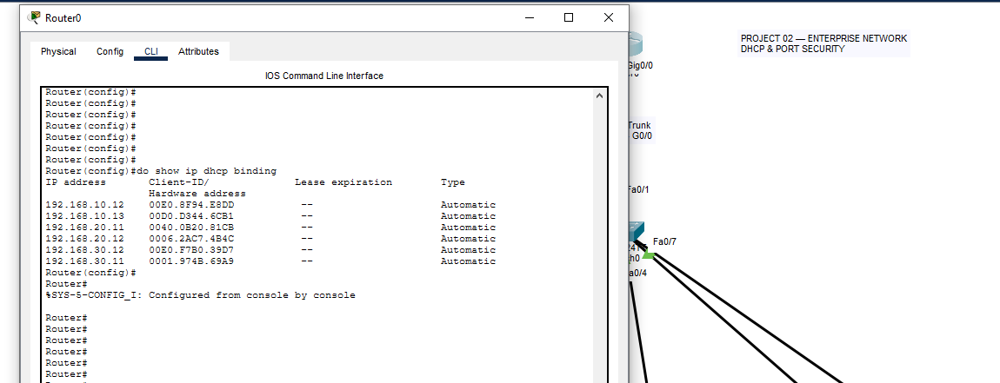 Router0
Physical Config CLI Attributes
IOS Command Line Interface
Router(config)#
Router(config)#
Router(config)#
Router(config)#
Router(config)#
Router(config)#
Router(config)#
Router(config)#do show ip dhcp binding
IP address Client-ID/ Lease expiration Type
Hardware address
192.168.10.12 00E0.8F94.E8DD -- Automatic
192.168.10.13 00D0.D344.6CB1 -- Automatic
192.168.20.11 0040.0B20.81CB -- Automatic
192.168.20.12 0006.2AC7.4B4C -- Automatic
192.168.30.12 00E0.F7B0.39D7 -- Automatic
192.168.30.11 0001.974B.69A9 -- Automatic
Router(config)#
Router#
%SYS-5-CONFIG_I: Configured from console by console
Router#
Router#
Router#
Router#
Router#
Router#
PROJECT 02 — ENTERPRISE NETWORK
DHCP & PORT SECURITY
Gig0/0
Trunk
G0/0
Fa0/1
Fa0/7
a0/4